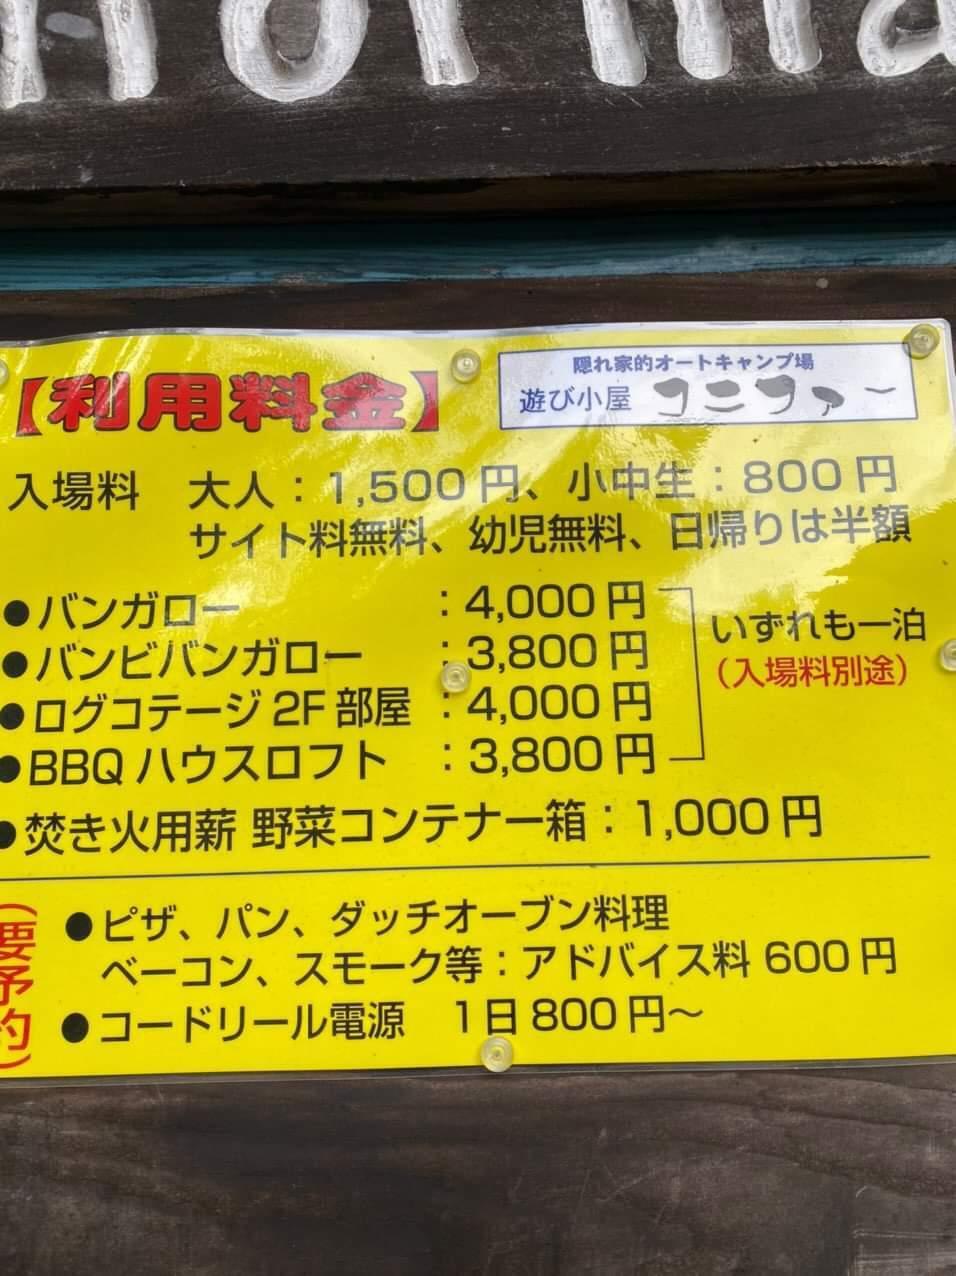 【利用料金】
隠れ家的オートキャンプ場
遊び小屋 コニファー
入場料 大人：1,500円、小中生：800円
サイト料無料、幼児無料、日帰りは半額
●バンガロー ：4,000円
●バンビバンガロー ：3,800円
●ログコテージ2F部屋 ：4,000円
●BBQハウスロフト ：3,800円
いずれも一泊
（入場料別途）
●焚き火用薪 野菜コンテナー箱：1,000円
（要予約）
●ピザ、パン、ダッチオーブン料理
ベーコン、スモーク等：アドバイス料600円
●コードリール電源 1日800円〜